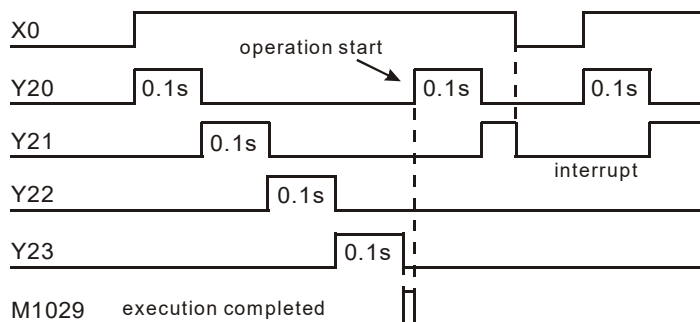 X0
operation start
Y20 0.1s 0.1s 0.1s
Y21 0.1s
interrupt
Y22 0.1s
Y23 0.1s
M1029 execution completed